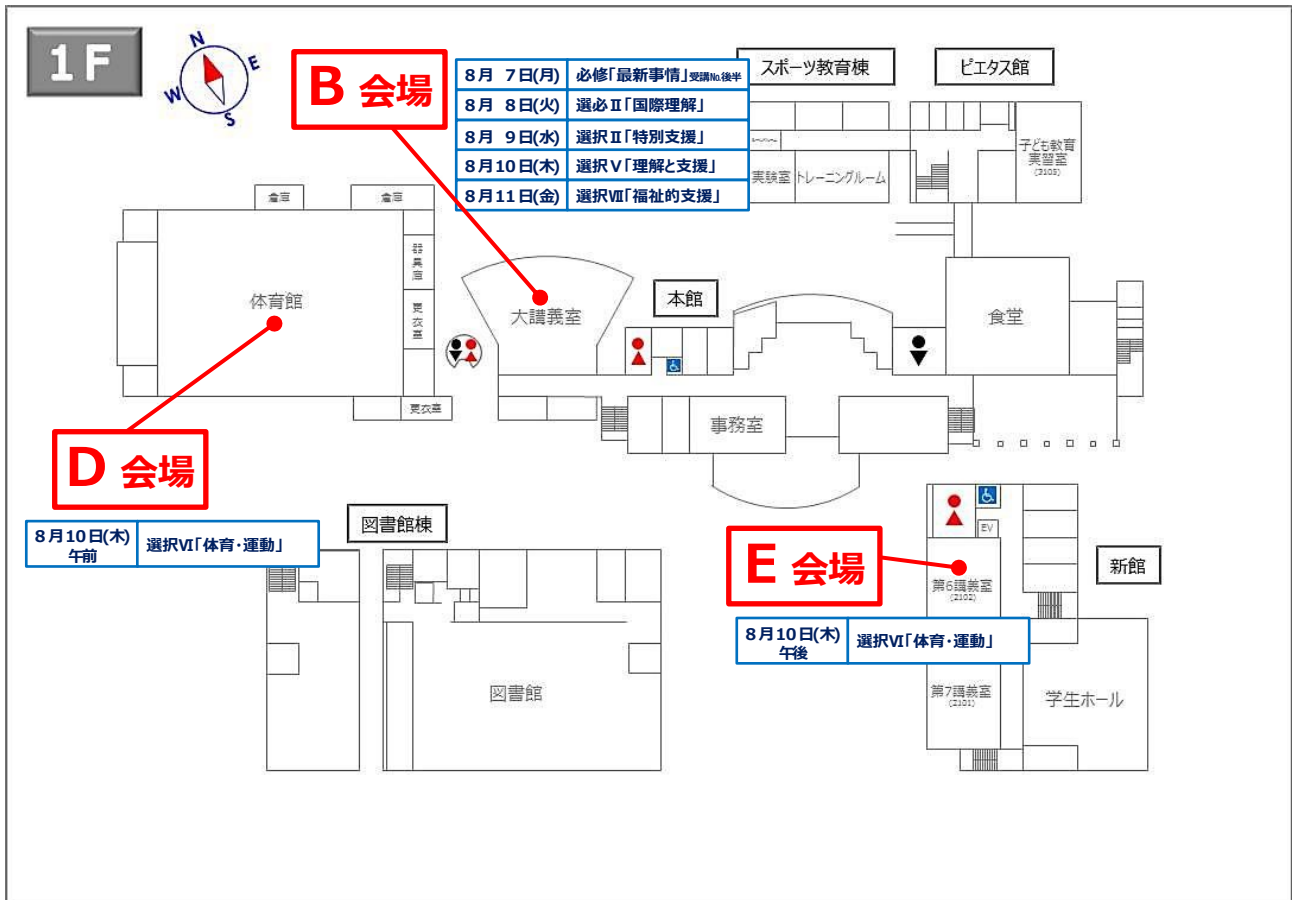 1F
N
E
W
S
B 会場
8月 7日(月) 必修「最新事情」受講No.後半
8月 8日(火) 選必Ⅱ「国際理解」
8月 9日(水) 選択Ⅱ「特別支援」
8月10日(木) 選択Ⅴ「理解と支援」
8月11日(金) 選択Ⅶ「福祉的支援」
スポーツ教育棟
ピエタス館
実験室
トレーニングルーム
子ども教育
実習室
(3103)
倉庫
倉庫
器具庫
更衣室
体育館
大講義室
本館
食堂
更衣室
事務室
D 会場
8月10日(木)
午前
選択Ⅵ「体育・運動」
図書館棟
図書館
EV
E 会場
新館
第6講義室
(2102)
8月10日(木)
午後
選択Ⅵ「体育・運動」
第7講義室
(2101)
学生ホール